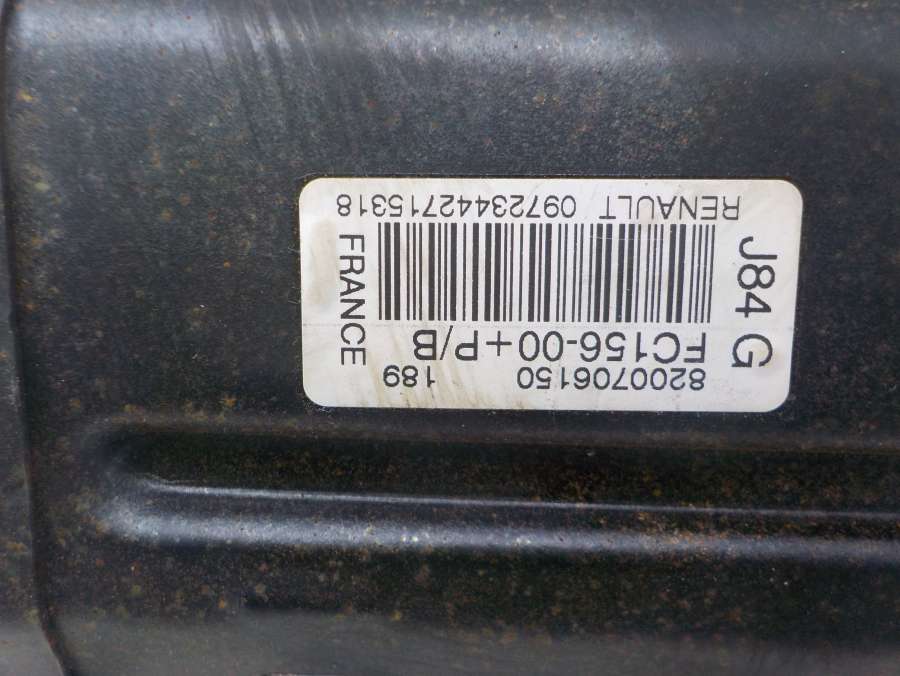 8200706150 189
FC156-00+P/B
J84 G
FRANCE
RENAULT 09723442715318